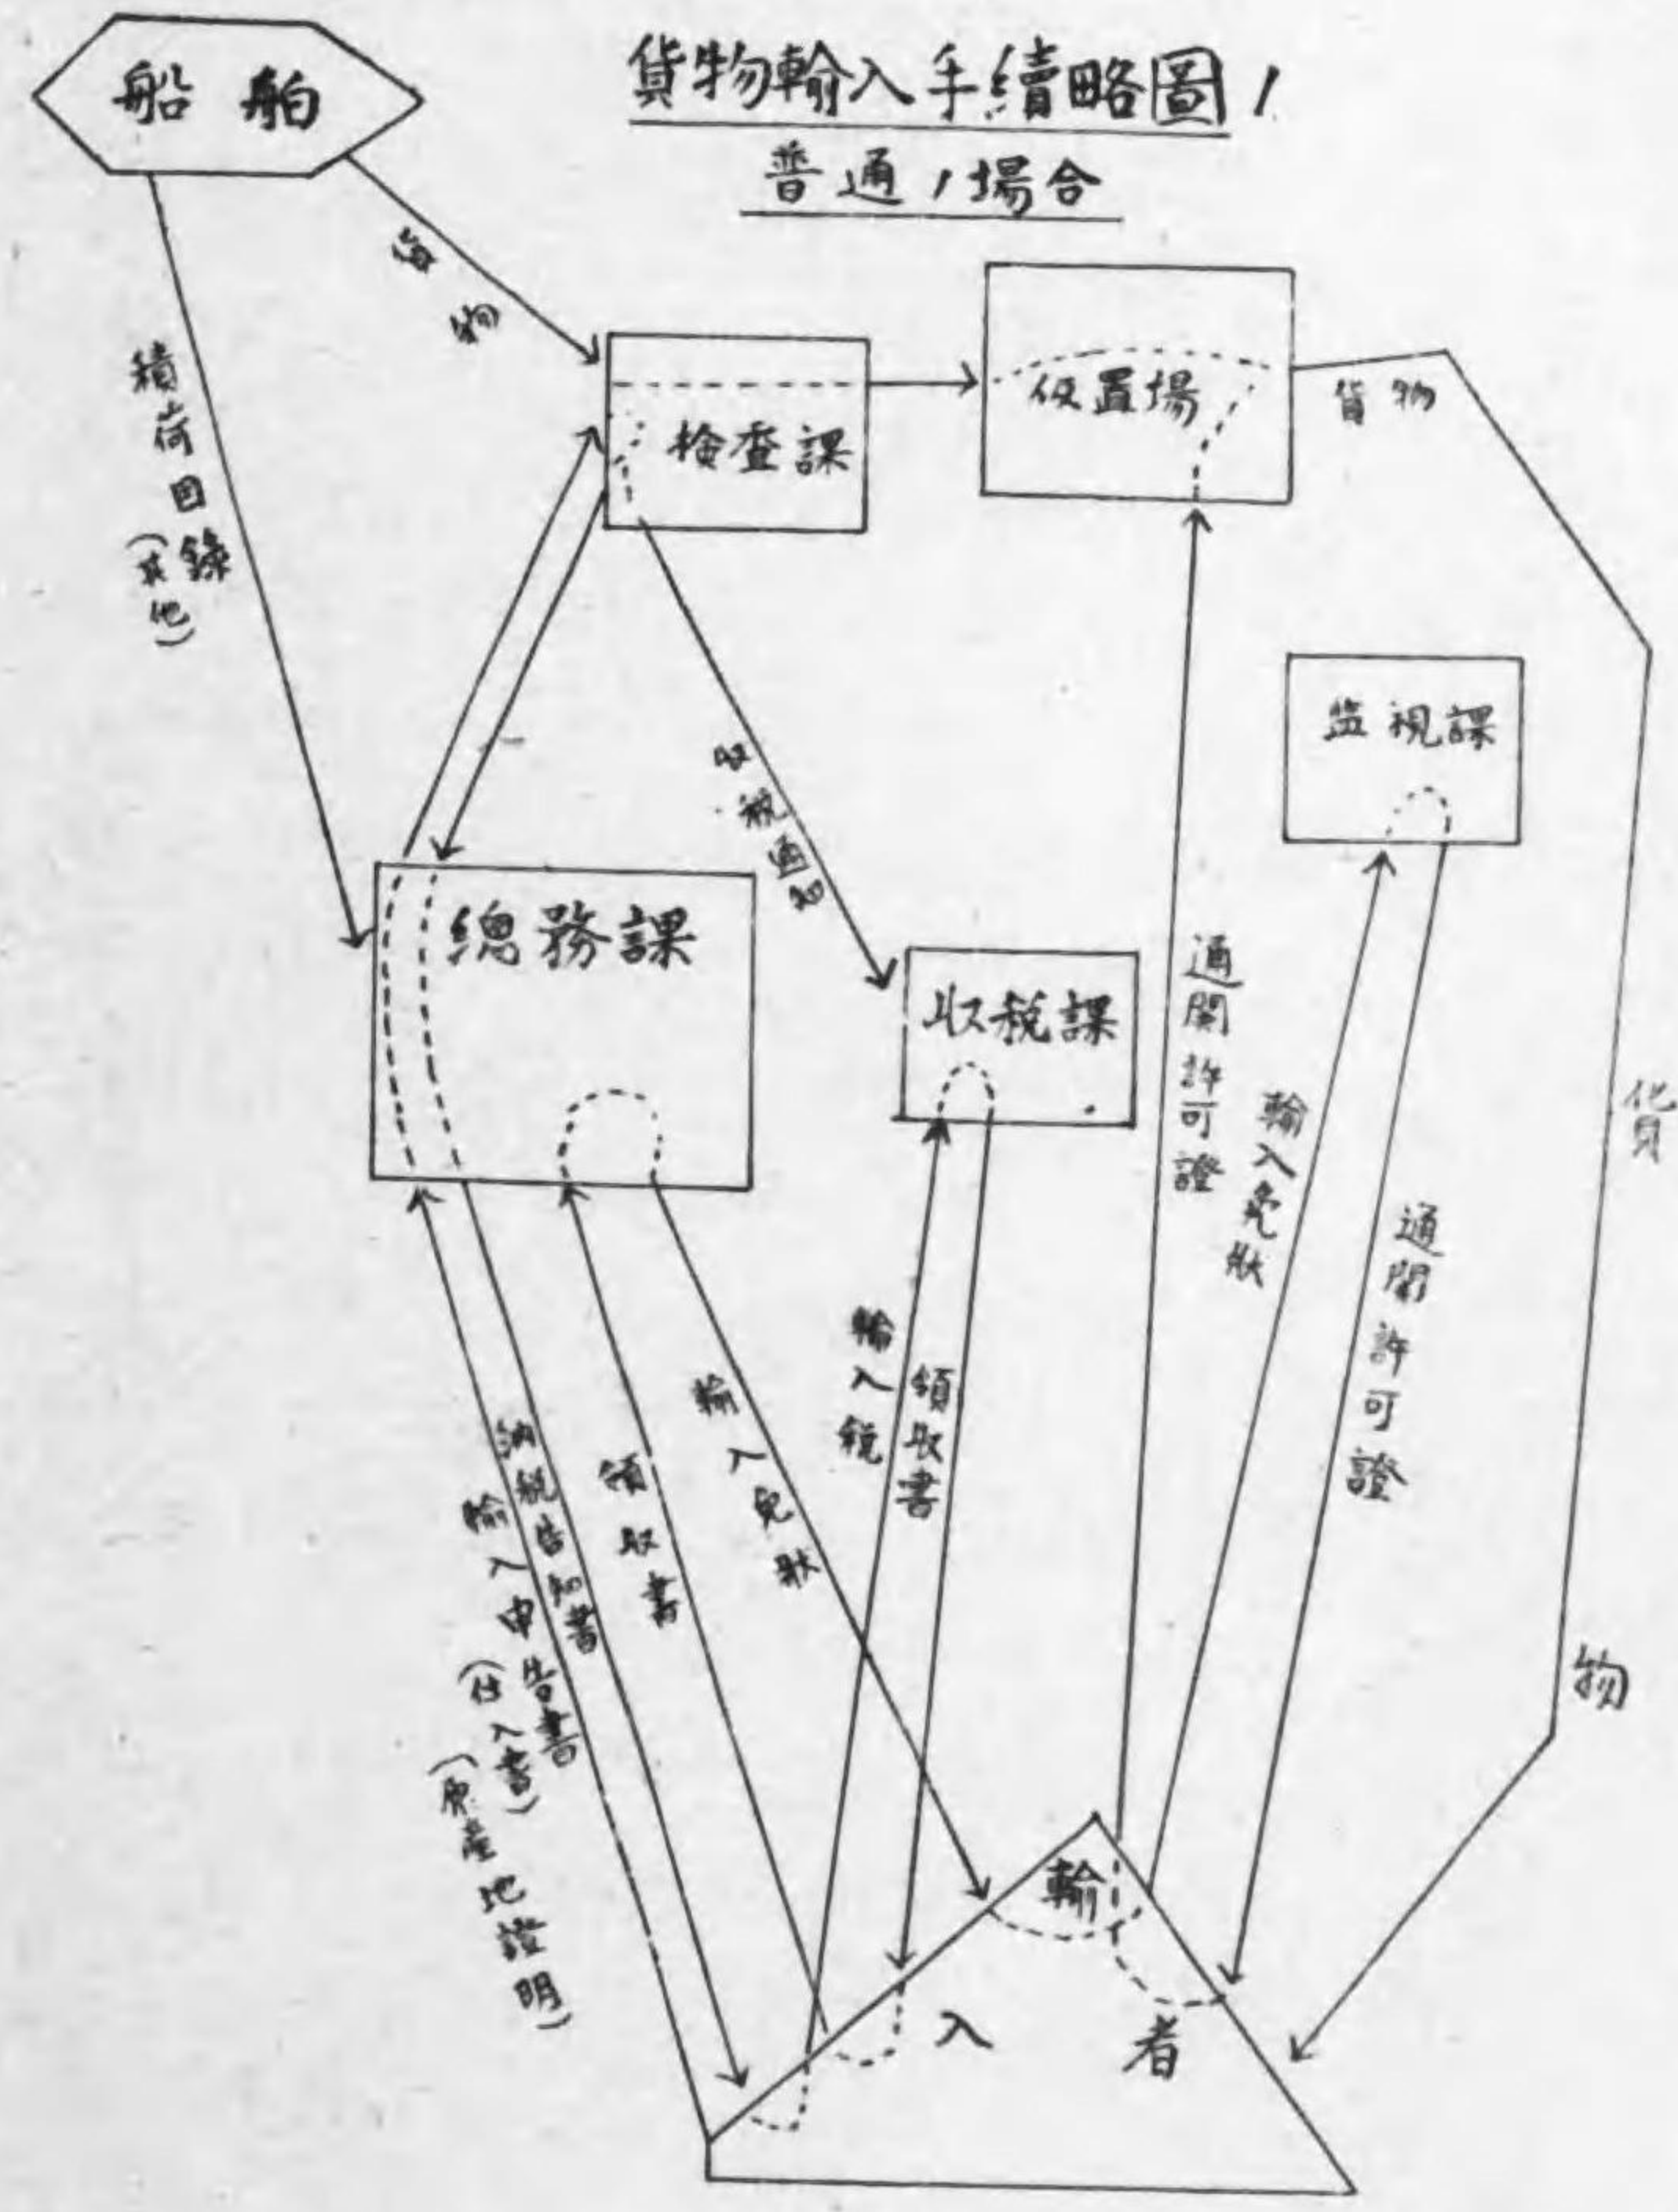 貨物輸入手續略圖ノ
普通ノ場合
船舶
貨物
積荷目錄
(其他)
検査課
仮置場
貨物
監視課
收税通知
總務課
收税課
通關許可證
輸入免狀
通關許可證
貨物
輸入税
領收書
輸入免狀
領收書
納税告知書
輸入申告書
(仕入書)
(原産地證明)
輸入者